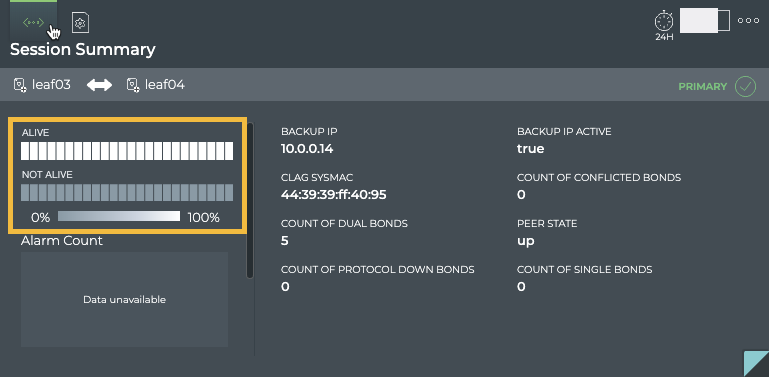 24H
Session Summary
leaf03 leaf04
PRIMARY
ALIVE
NOT ALIVE
0% 100%
Alarm Count
Data unavailable
BACKUP IP
10.0.0.14
BACKUP IP ACTIVE
true
CLAG SYSMAC
44:39:39:ff:40:95
COUNT OF CONFLICTED BONDS
0
COUNT OF DUAL BONDS
5
PEER STATE
up
COUNT OF PROTOCOL DOWN BONDS
0
COUNT OF SINGLE BONDS
0